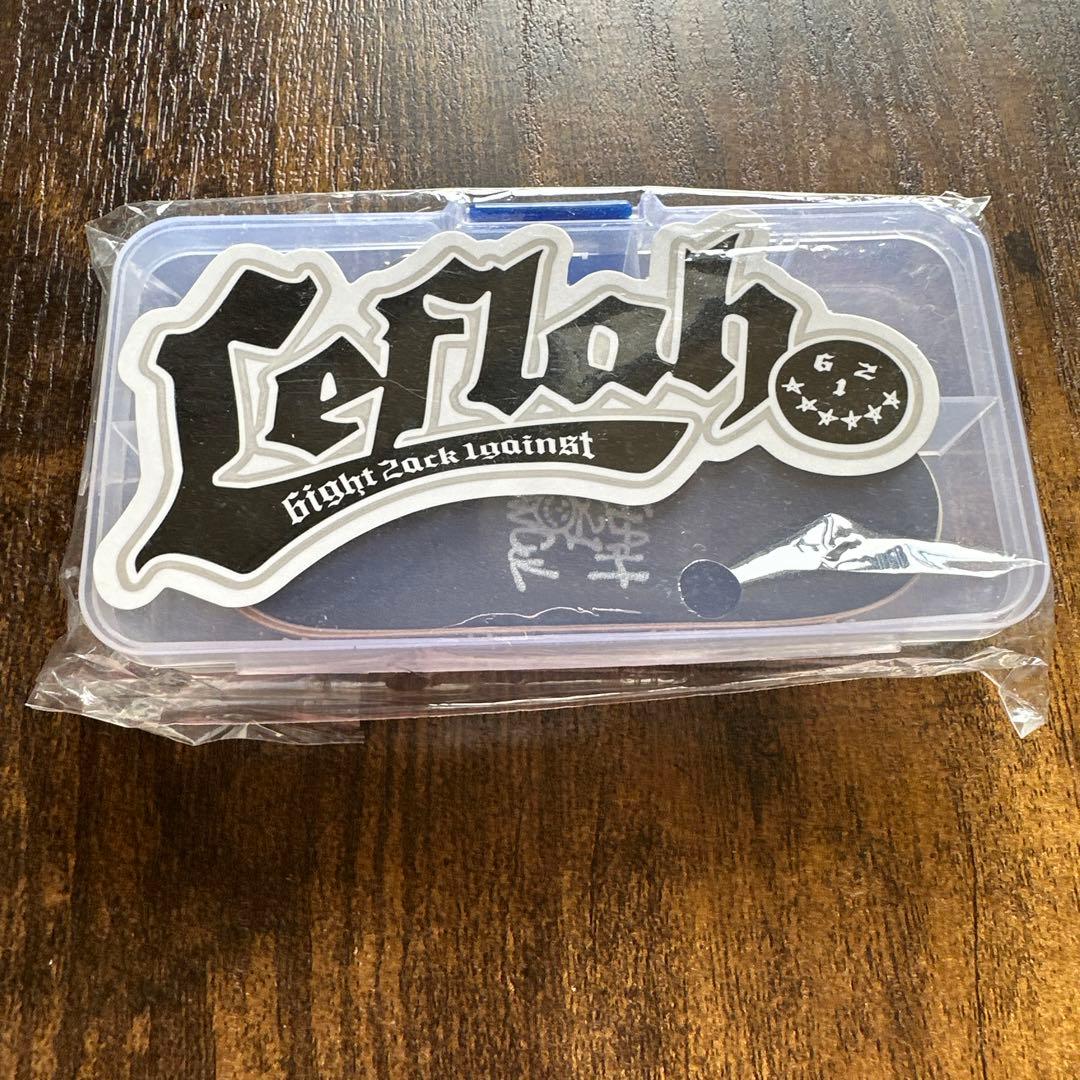 Leflah
6ight 2ack 1gainst
6 1 2